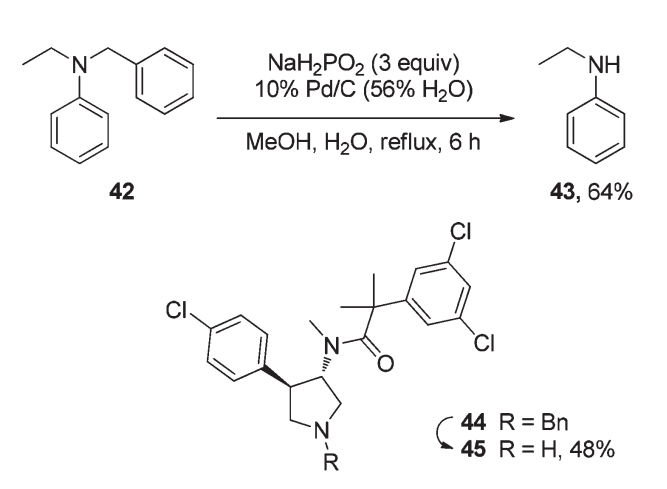 NaH₂PO₂ (3 equiv)
10% Pd/C (56% H₂O)
MeOH, H₂O, reflux, 6 h
N
NH
42
43, 64%
Cl
Cl
N
O
Cl
N
R
44 R = Bn
45 R = H, 48%